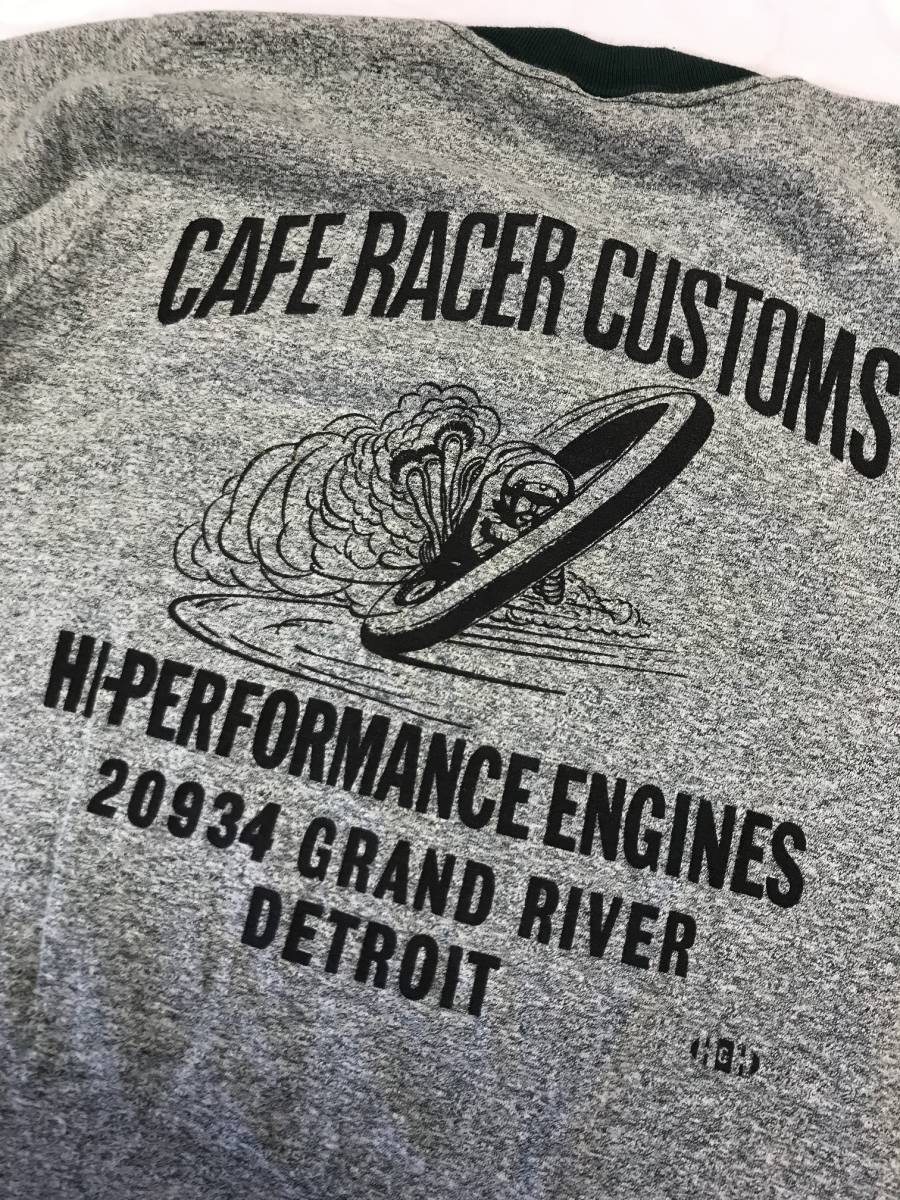 CAFE RACER CUSTOMS
HI-PERFORMANCE ENGINES
20934 GRAND RIVER
DETROIT